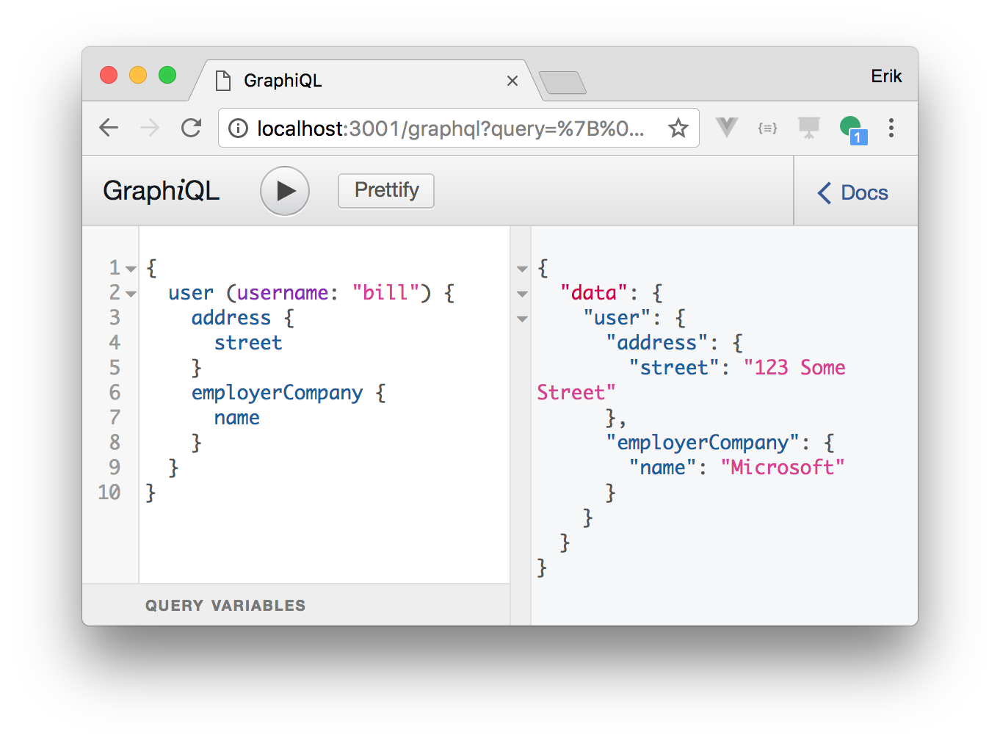 GraphiQL
Erik
localhost:3001/graphql?query=%7B%0...
1
GraphiQL
Prettify
Docs
1 {
2   user (username: "bill") {
3     address {
4       street
5     }
6     employerCompany {
7       name
8     }
9   }
10 }
QUERY VARIABLES
{
  "data": {
    "user": {
      "address": {
        "street": "123 Some
Street"
      },
      "employerCompany": {
        "name": "Microsoft"
      }
    }
  }
}